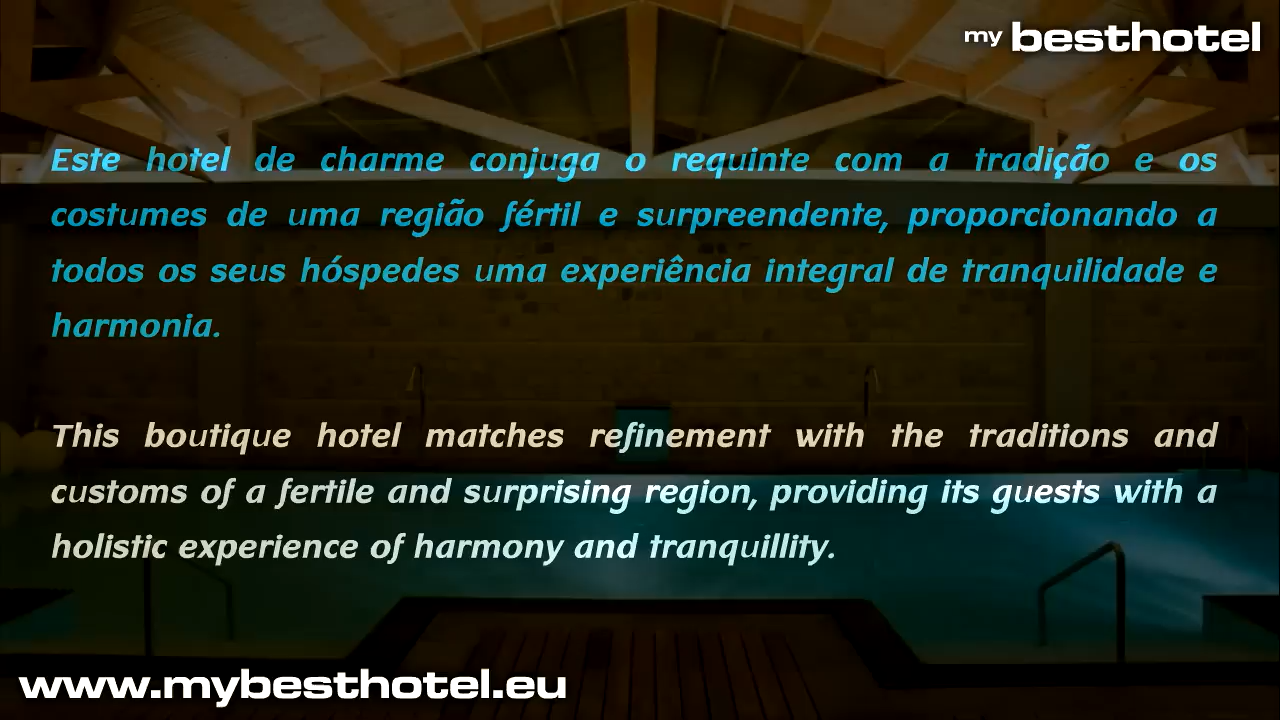 my besthotel
Este hotel de charme conjuga o requinte com a tradição e os
costumes de uma região fértil e surpreendente, proporcionando a
todos os seus hóspedes uma experiência integral de tranquilidade e
harmonia.
This boutique hotel matches refinement with the traditions and
customs of a fertile and surprising region, providing its guests with a
holistic experience of harmony and tranquillity.
www.mybesthotel.eu